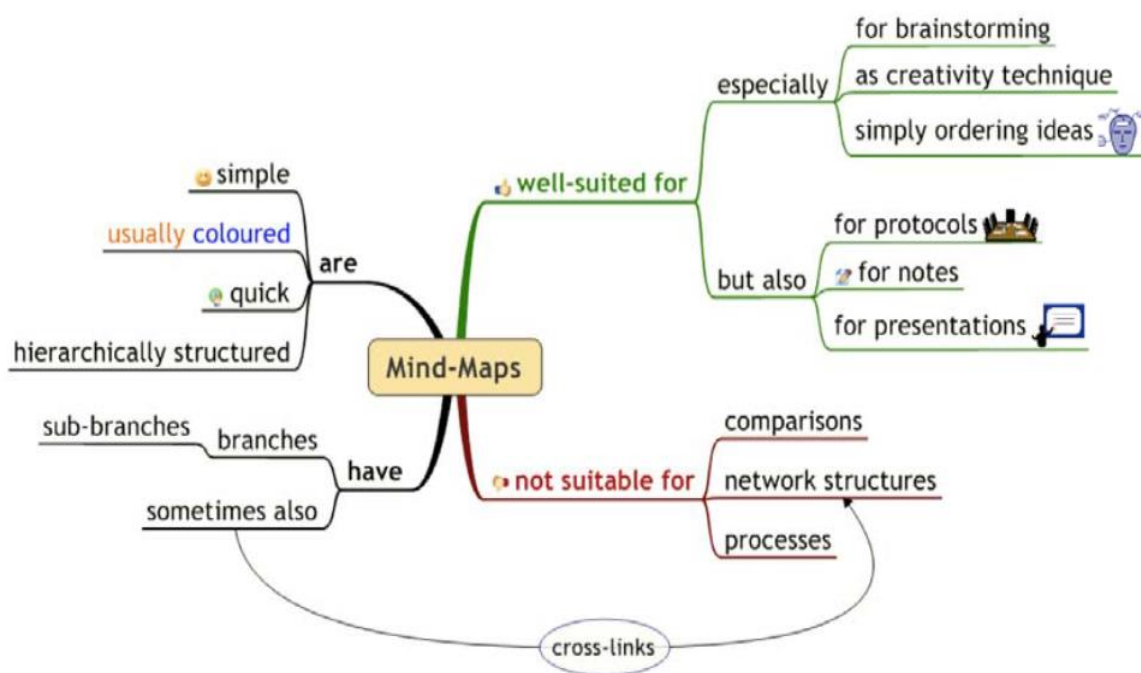 for brainstorming
especially
as creativity technique
simply ordering ideas
well-suited for
for protocols
but also
for notes
for presentations
simple
usually coloured
are
quick
hierarchically structured
Mind-Maps
sub-branches
branches
have
sometimes also
comparisons
not suitable for
network structures
processes
cross-links